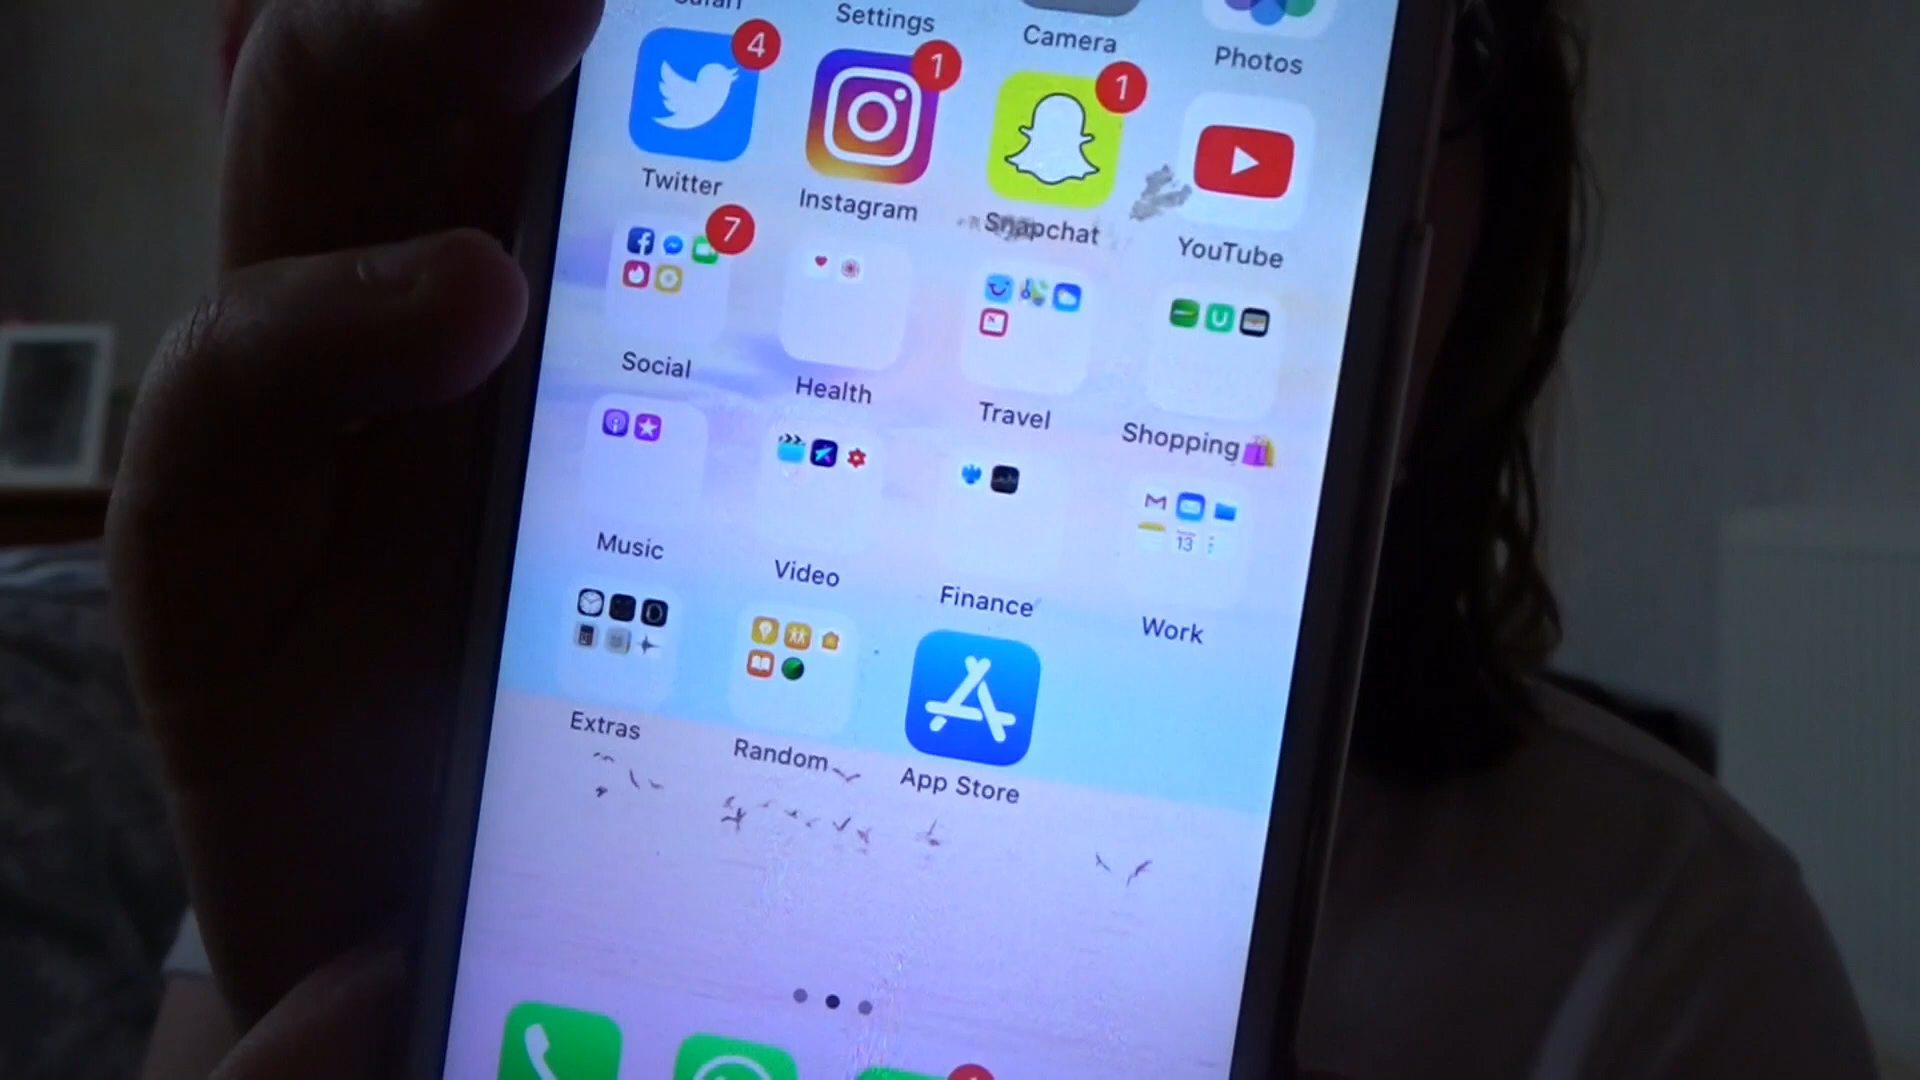 Settings
Camera
Photos
4
1
1
Twitter
Instagram
Snapchat
YouTube
7
Social
Health
Travel
Shopping
Music
Video
Finance
13
Work
Extras
Random
App Store